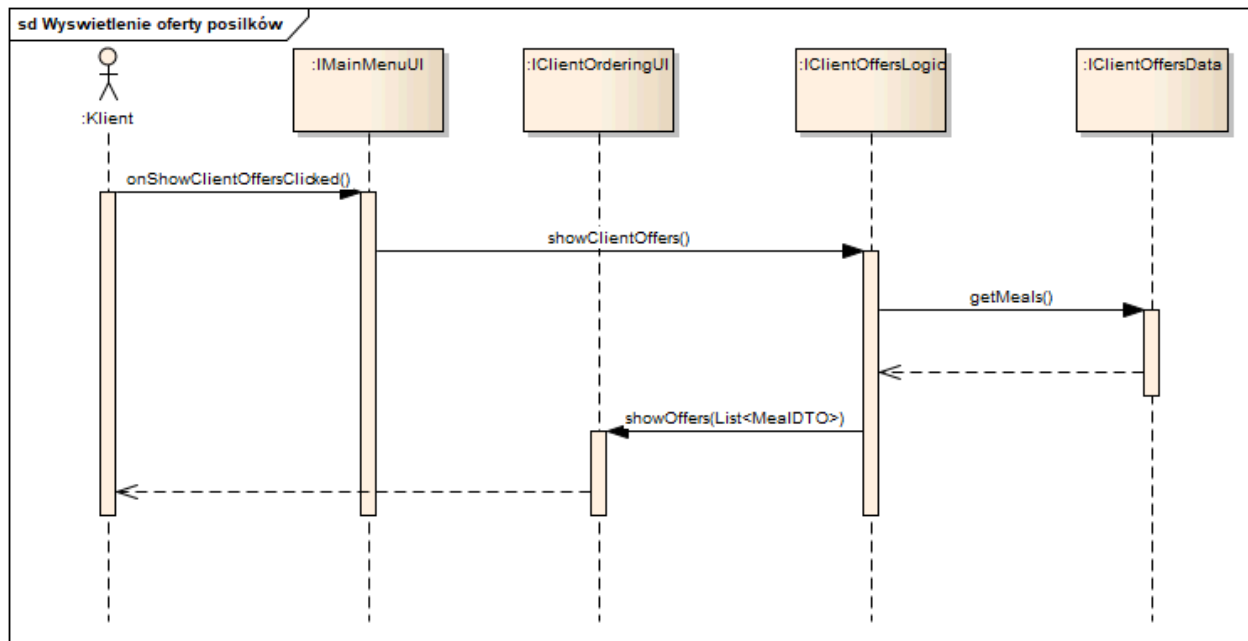 sd Wyswietlenie oferty posilków
:Klient
:IMainMenuUI
:IClientOrderingUI
:IClientOffersLogic
:IClientOffersData
onShowClientOffersClicked()
showClientOffers()
getMeals()
showOffers(List<MealDTO>)